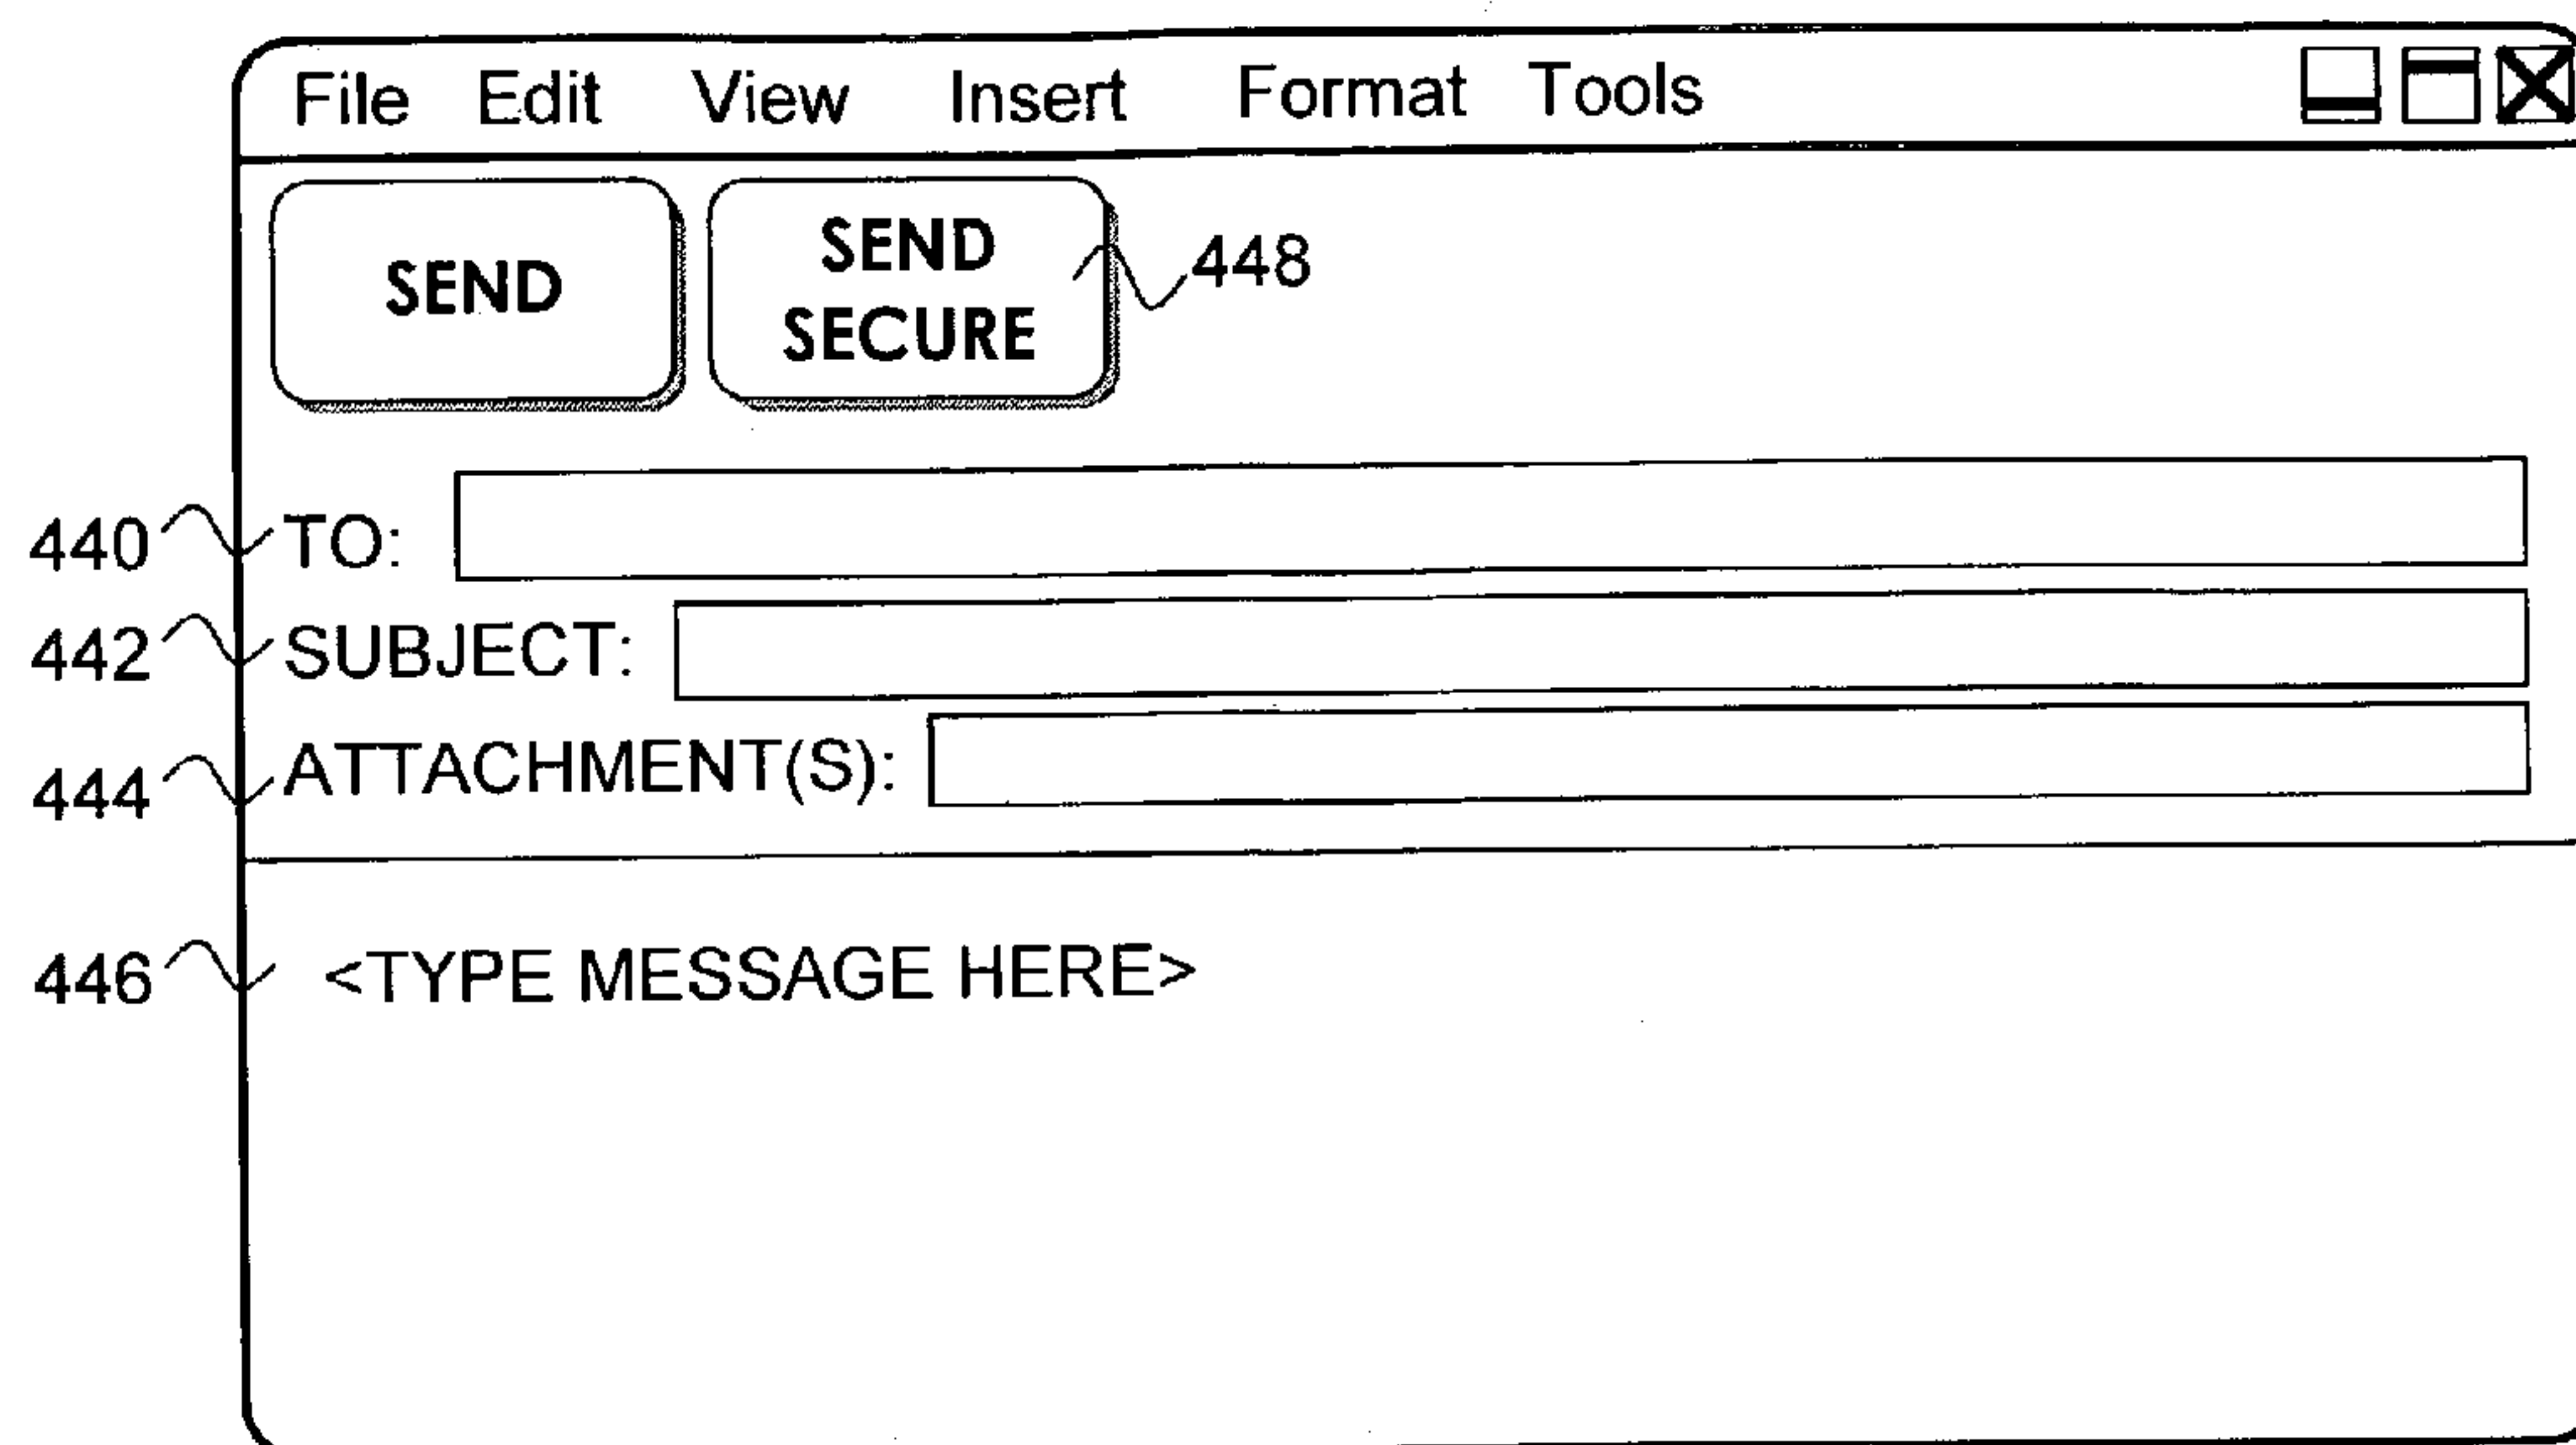 File Edit View Insert Format Tools
SEND
SEND
SECURE
448
440 TO:
442 SUBJECT:
444 ATTACHMENT(S):
446 <TYPE MESSAGE HERE>